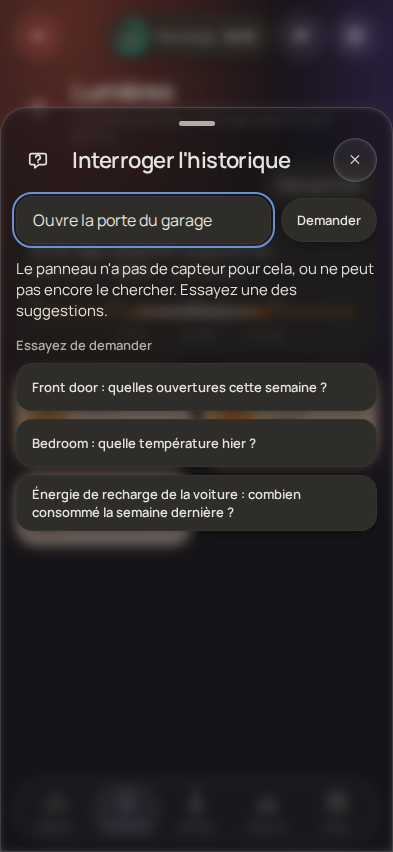 Lumières
Interroger l'historique
Ouvre la porte du garage
Demander
Le panneau n'a pas de capteur pour cela, ou ne peut
pas encore le chercher. Essayez une des
suggestions.
Essayez de demander
Front door : quelles ouvertures cette semaine ?
Bedroom : quelle température hier ?
Énergie de recharge de la voiture : combien
consommé la semaine dernière ?